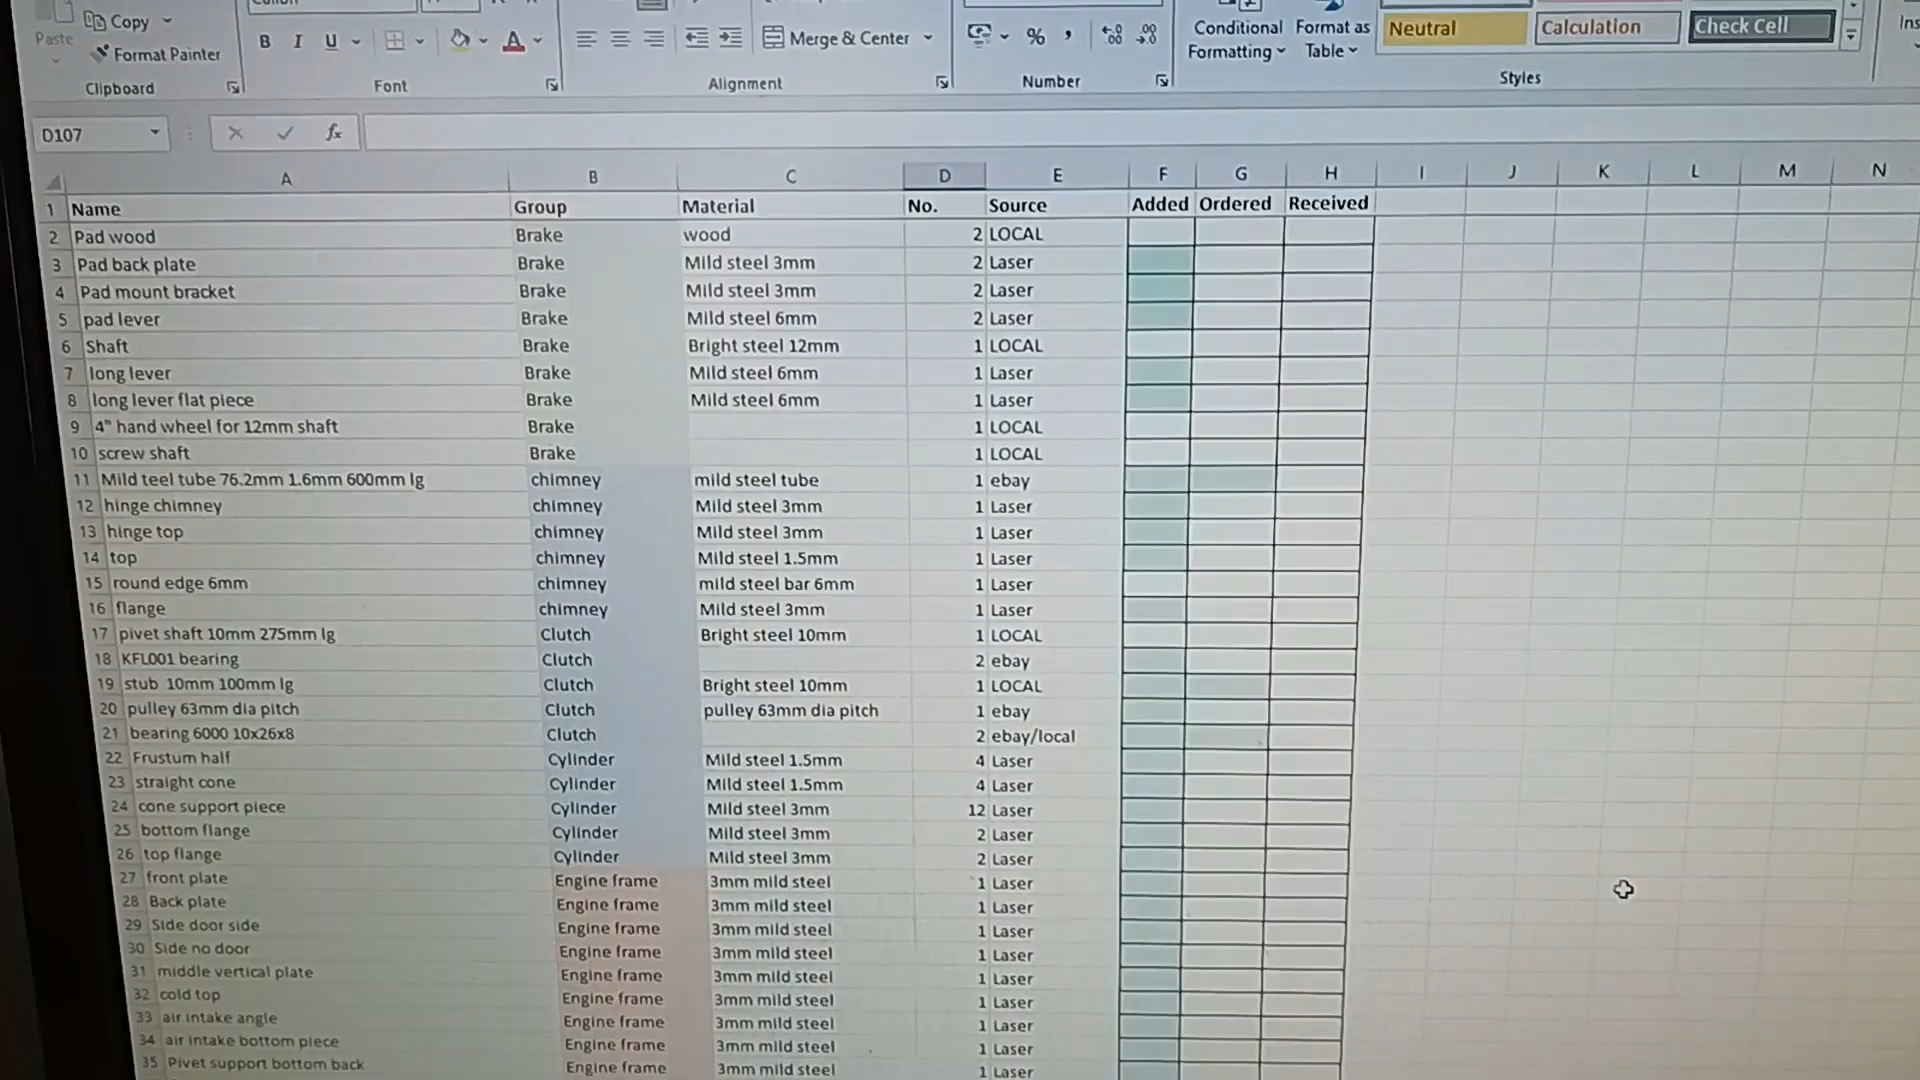 Copy
Paste
Format Painter
B I U
Merge & Center
%
Conditional Formatting
Format as Table
Neutral
Calculation
Check Cell
Clipboard
Font
Alignment
Number
Styles
D107
fx
A B C D E F G H I J K L M N
1 Name Group Material No. Source Added Ordered Received
2 Pad wood Brake wood 2 LOCAL
3 Pad back plate Brake Mild steel 3mm 2 Laser
4 Pad mount bracket Brake Mild steel 3mm 2 Laser
5 pad lever Brake Mild steel 6mm 2 Laser
6 Shaft Brake Bright steel 12mm 1 LOCAL
7 long lever Brake Mild steel 6mm 1 Laser
8 long lever flat piece Brake Mild steel 6mm 1 Laser
9 4" hand wheel for 12mm shaft Brake 1 LOCAL
10 screw shaft Brake 1 LOCAL
11 Mild teel tube 76.2mm 1.6mm 600mm lg chimney mild steel tube 1 ebay
12 hinge chimney chimney Mild steel 3mm 1 Laser
13 hinge top chimney Mild steel 3mm 1 Laser
14 top chimney Mild steel 1.5mm 1 Laser
15 round edge 6mm chimney mild steel bar 6mm 1 Laser
16 flange chimney Mild steel 3mm 1 Laser
17 pivet shaft 10mm 275mm lg Clutch Bright steel 10mm 1 LOCAL
18 KFL001 bearing Clutch 2 ebay
19 stub 10mm 100mm lg Clutch Bright steel 10mm 1 LOCAL
20 pulley 63mm dia pitch Clutch pulley 63mm dia pitch 1 ebay
21 bearing 6000 10x26x8 Clutch 2 ebay/local
22 Frustum half Cylinder Mild steel 1.5mm 4 Laser
23 straight cone Cylinder Mild steel 1.5mm 4 Laser
24 cone support piece Cylinder Mild steel 3mm 12 Laser
25 bottom flange Cylinder Mild steel 3mm 2 Laser
26 top flange Cylinder Mild steel 3mm 2 Laser
27 front plate Engine frame 3mm mild steel 1 Laser
28 Back plate Engine frame 3mm mild steel 1 Laser
29 Side door side Engine frame 3mm mild steel 1 Laser
30 Side no door Engine frame 3mm mild steel 1 Laser
31 middle vertical plate Engine frame 3mm mild steel 1 Laser
32 cold top Engine frame 3mm mild steel 1 Laser
33 air intake angle Engine frame 3mm mild steel 1 Laser
34 air intake bottom piece Engine frame 3mm mild steel 1 Laser
35 Pivet support bottom back Engine frame 3mm mild steel 1 Laser